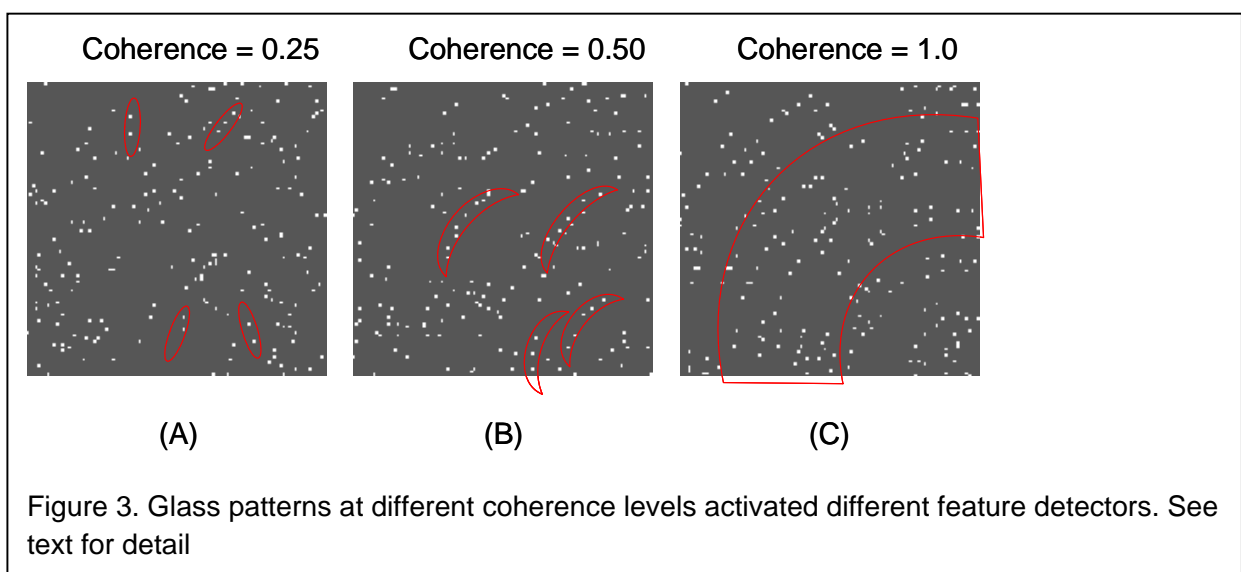 Coherence = 0.25 Coherence = 0.50 Coherence = 1.0
(A) (B) (C)
Figure 3. Glass patterns at different coherence levels activated different feature detectors. See
text for detail